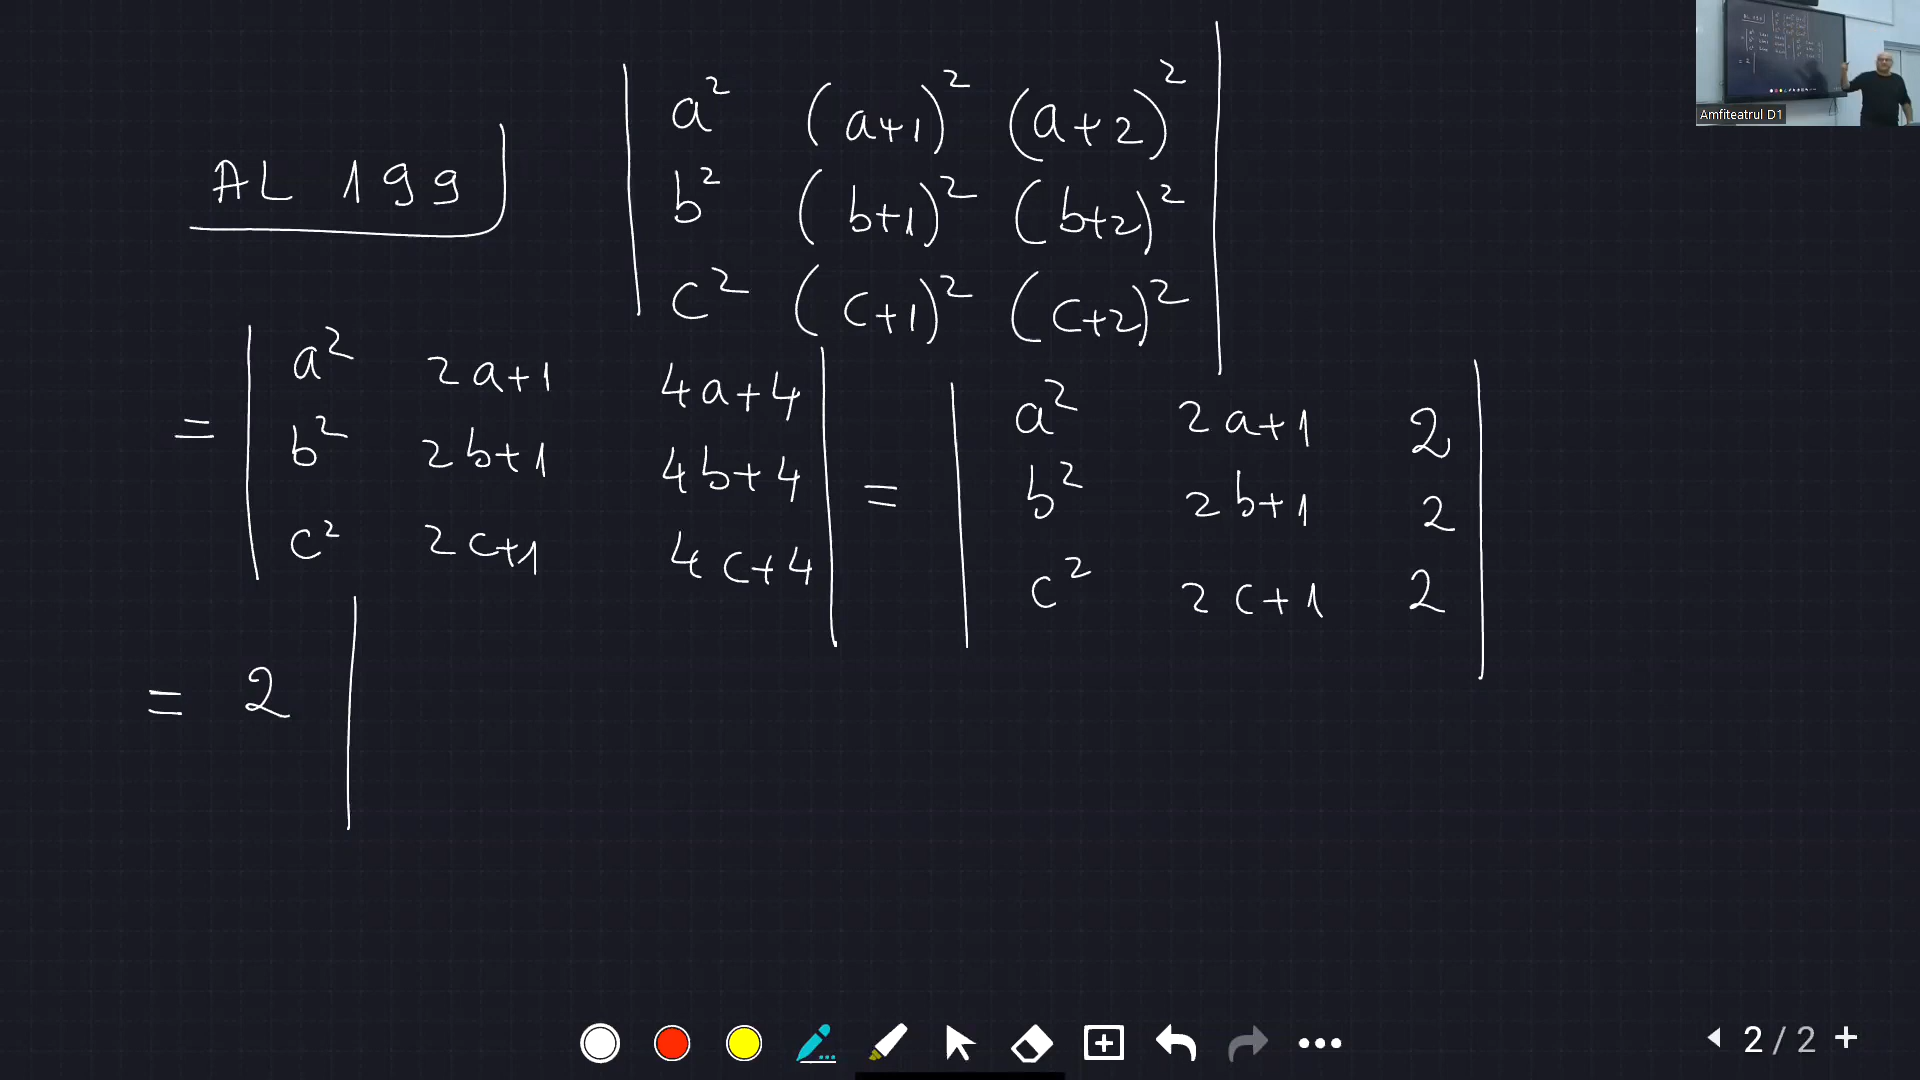 AL 199
| a² (a+1)² (a+2)² |
| b² (b+1)² (b+2)² |
| c² (c+1)² (c+2)² |
= | a² 2a+1 4a+4 |
| b² 2b+1 4b+4 |
| c² 2c+1 4c+4 |
= | a² 2a+1 2 |
| b² 2b+1 2 |
| c² 2c+1 2 |
= 2 |
Amfiteatrul D1
2 / 2